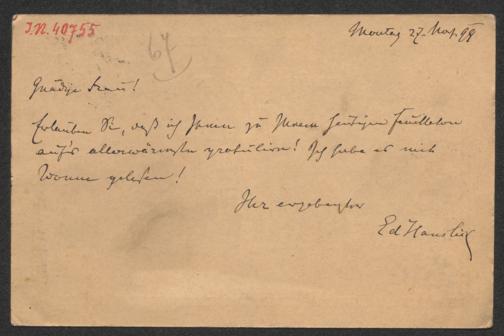 I.N. 40755
67
Montag 27. Nov. 99
Gnädige Frau!
Erlauben Sie, daß ich Ihnen zu Ihrem heutigen Feuilleton
auf's allerwärmste gratulire! Ich habe es mit
Wonne gelesen!
Ihr ergebenster
Ed Hanslick